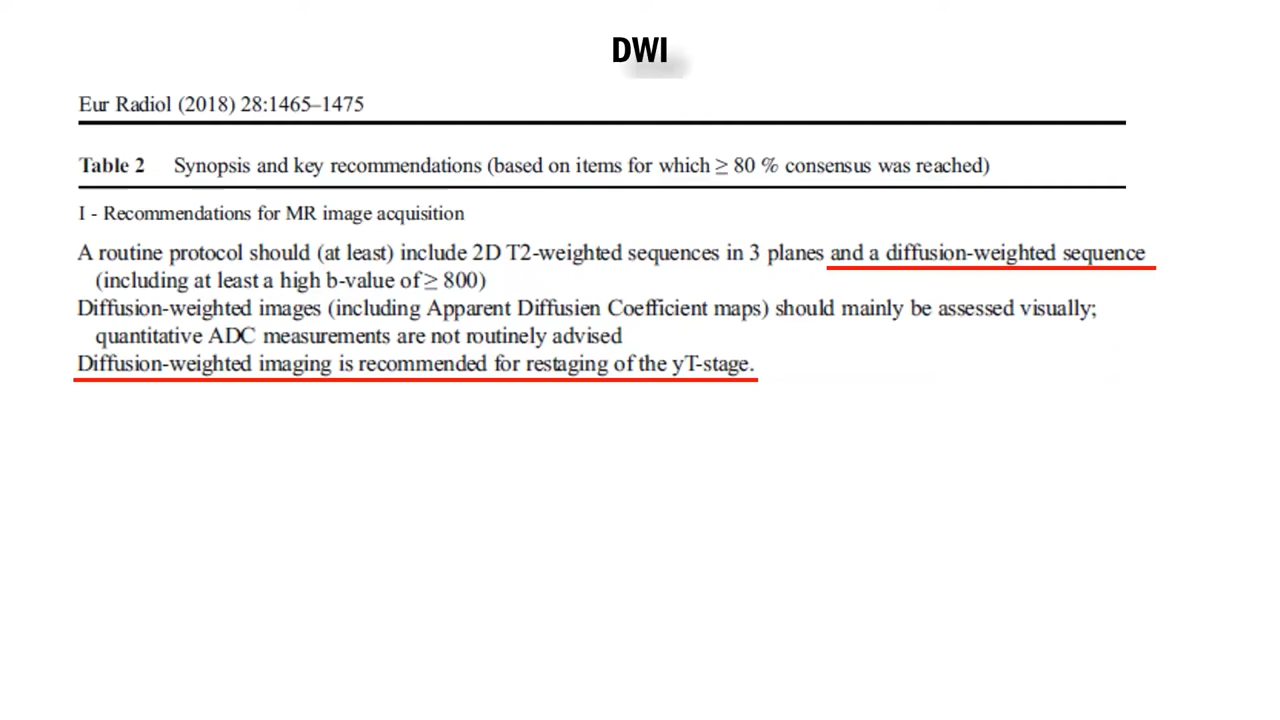 DWI
Eur Radiol (2018) 28:1465–1475
Table 2 Synopsis and key recommendations (based on items for which ≥ 80 % consensus was reached)
I - Recommendations for MR image acquisition
A routine protocol should (at least) include 2D T2-weighted sequences in 3 planes and a diffusion-weighted sequence
(including at least a high b-value of ≥ 800)
Diffusion-weighted images (including Apparent Diffusien Coefficient maps) should mainly be assessed visually;
quantitative ADC measurements are not routinely advised
Diffusion-weighted imaging is recommended for restaging of the yT-stage.